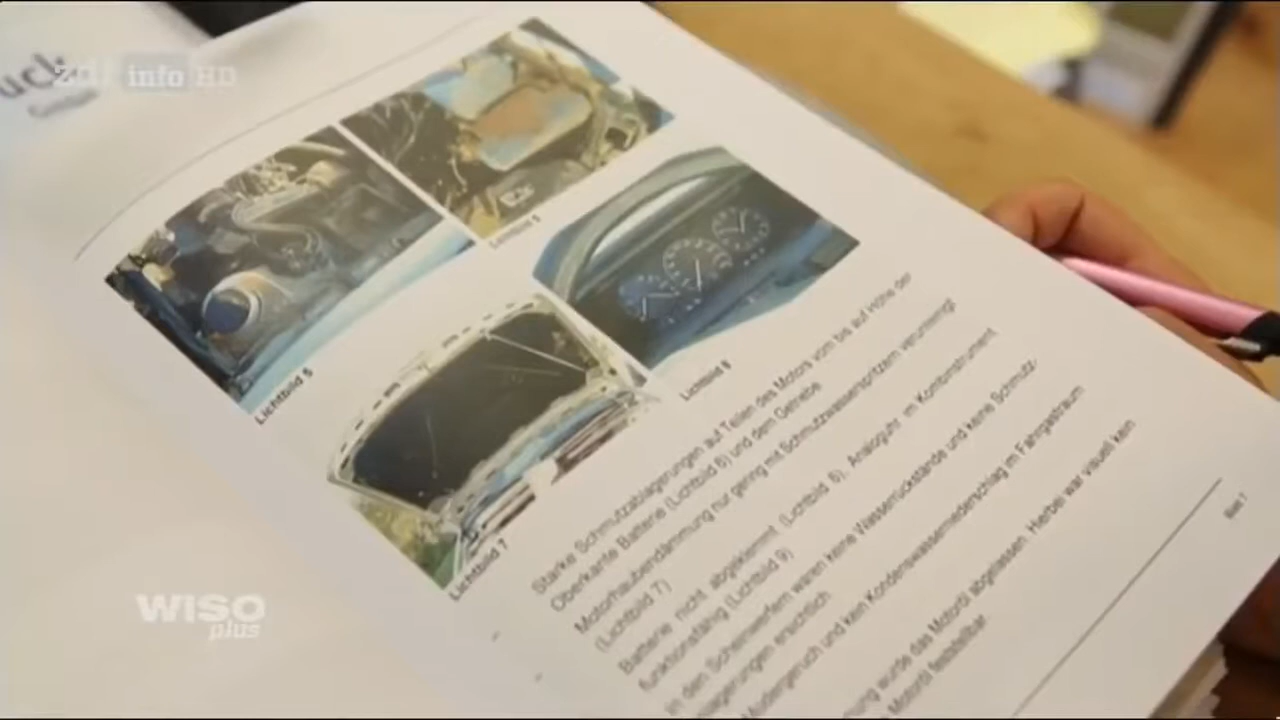 ZDF info HD
Lichtbild 5
Lichtbild 6
Lichtbild 7
Lichtbild 8
Starke Schmutzablagerungen auf Teilen des Motors vorn bis auf Höhe der
Oberkante Batterie (Lichtbild 6) und dem Getriebe
Motorhaubendämmung nur gering mit Schmutzwasserspritzern verunreinigt
(Lichtbild 7)
Batterie nicht abgeklemmt (Lichtbild 6), Analoguhr im Kombiinstrument
funktionsfähig (Lichtbild 9)
in den Scheinwerfern waren keine Wasserrückstände und keine Schmutz-
ablagerungen ersichtlich
Modergeruch und kein Kondenswasserniederschlag im Fahrgastraum
wurde das Motoröl abgelassen. Hierbei war visuell kein
Motoröl feststellbar
WISO
plus